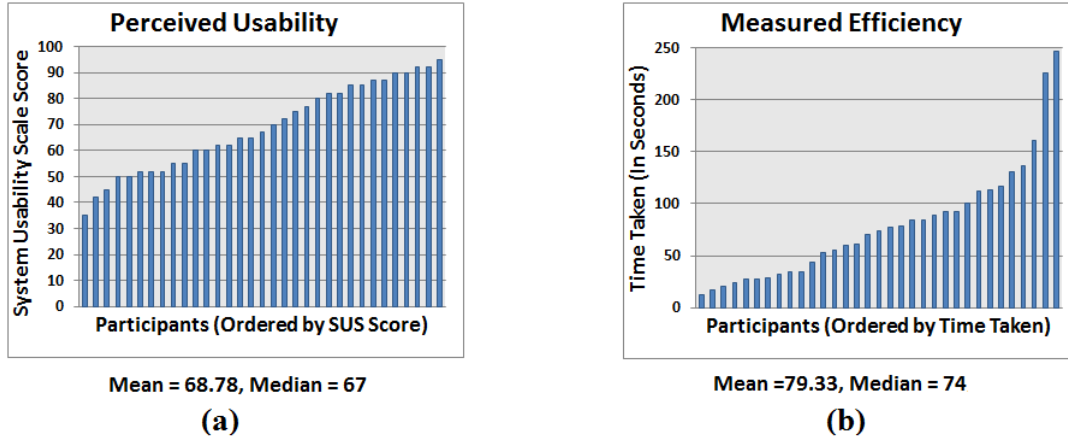 Perceived Usability
System Usability Scale Score
100
90
80
70
60
50
40
30
20
10
0
Participants (Ordered by SUS Score)
Mean = 68.78, Median = 67
(a)
Measured Efficiency
Time Taken (In Seconds)
250
200
150
100
50
0
Participants (Ordered by Time Taken)
Mean =79.33, Median = 74
(b)